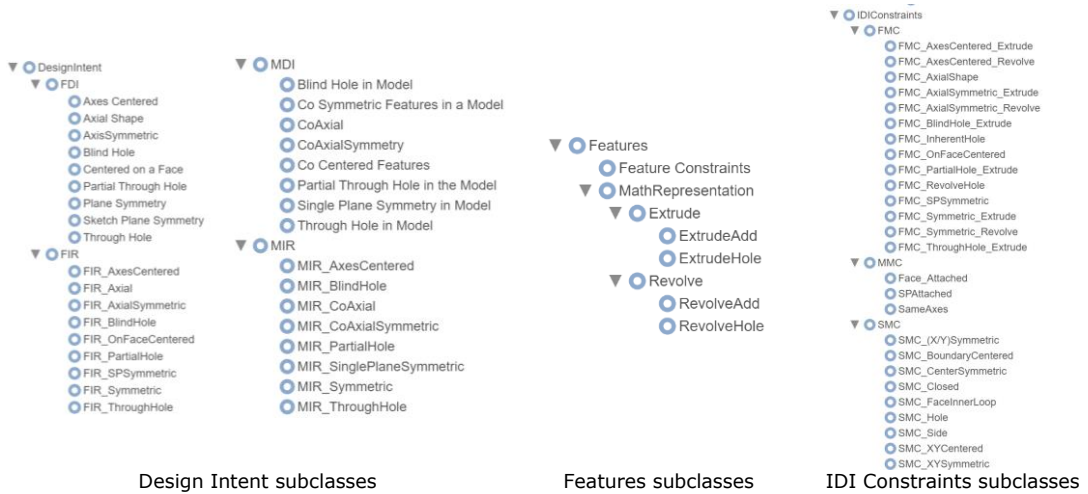 DesignIntent
FDI
Axes Centered
Axial Shape
AxisSymmetric
Blind Hole
Centered on a Face
Partial Through Hole
Plane Symmetry
Sketch Plane Symmetry
Through Hole
FIR
FIR_AxesCentered
FIR_Axial
FIR_AxialSymmetric
FIR_BlindHole
FIR_OnFaceCentered
FIR_PartialHole
FIR_SPSymmetric
FIR_Symmetric
FIR_ThroughHole
MDI
Blind Hole in Model
Co Symmetric Features in a Model
CoAxial
CoAxialSymmetry
Co Centered Features
Partial Through Hole in the Model
Single Plane Symmetry in Model
Through Hole in Model
MIR
MIR_AxesCentered
MIR_BlindHole
MIR_CoAxial
MIR_CoAxialSymmetric
MIR_PartialHole
MIR_SinglePlaneSymmetric
MIR_Symmetric
MIR_ThroughHole
Design Intent subclasses
Features
Feature Constraints
MathRepresentation
Extrude
ExtrudeAdd
ExtrudeHole
Revolve
RevolveAdd
RevolveHole
Features subclasses
IDIConstraints
FMC
FMC_AxesCentered_Extrude
FMC_AxesCentered_Revolve
FMC_AxialShape
FMC_AxialSymmetric_Extrude
FMC_AxialSymmetric_Revolve
FMC_BlindHole_Extrude
FMC_InherentHole
FMC_OnFaceCentered
FMC_PartialHole_Extrude
FMC_RevolveHole
FMC_SPSymmetric
FMC_Symmetric_Extrude
FMC_Symmetric_Revolve
FMC_ThroughHole_Extrude
MMC
Face_Attached
SPAttached
SameAxes
SMC
SMC_(X/Y)Symmetric
SMC_BoundaryCentered
SMC_CenterSymmetric
SMC_Closed
SMC_FaceInnerLoop
SMC_Hole
SMC_Side
SMC_XYCentered
SMC_XYSymmetric
IDI Constraints subclasses